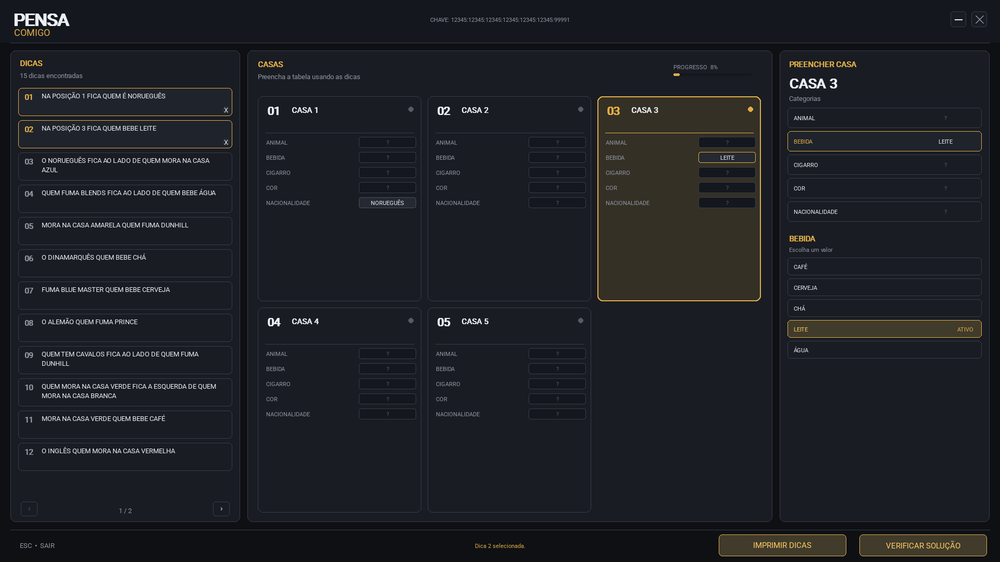 PENSA
COMIGO
CHAVE: 12345:12345:12345:12345:12345:12345:99991
DICAS
15 dicas encontradas
01 NA POSIÇÃO 1 FICA QUEM É NORUEGUÊS
X
02 NA POSIÇÃO 3 FICA QUEM BEBE LEITE
X
03 O NORUEGUÊS FICA AO LADO DE QUEM MORA NA CASA
AZUL
04 QUEM FUMA BLENDS FICA AO LADO DE QUEM BEBE ÁGUA
05 MORA NA CASA AMARELA QUEM FUMA DUNHILL
06 O DINAMARQUÊS QUEM BEBE CHÁ
07 FUMA BLUE MASTER QUEM BEBE CERVEJA
08 O ALEMÃO QUEM FUMA PRINCE
09 QUEM TEM CAVALOS FICA AO LADO DE QUEM FUMA
DUNHILL
10 QUEM MORA NA CASA VERDE FICA A ESQUERDA DE QUEM
MORA NA CASA BRANCA
11 MORA NA CASA VERDE QUEM BEBE CAFÉ
12 O INGLÊS QUEM MORA NA CASA VERMELHA
‹ 1 / 2 ›
CASAS
Preencha a tabela usando as dicas
PROGRESSO 8%
01 CASA 1
ANIMAL ?
BEBIDA ?
CIGARRO ?
COR ?
NACIONALIDADE NORUEGUÊS
02 CASA 2
ANIMAL ?
BEBIDA ?
CIGARRO ?
COR ?
NACIONALIDADE ?
03 CASA 3
ANIMAL ?
BEBIDA LEITE
CIGARRO ?
COR ?
NACIONALIDADE ?
04 CASA 4
ANIMAL ?
BEBIDA ?
CIGARRO ?
COR ?
NACIONALIDADE ?
05 CASA 5
ANIMAL ?
BEBIDA ?
CIGARRO ?
COR ?
NACIONALIDADE ?
PREENCHER CASA
CASA 3
Categorias
ANIMAL ?
BEBIDA LEITE
CIGARRO ?
COR ?
NACIONALIDADE ?
BEBIDA
Escolha um valor
CAFÉ
CERVEJA
CHÁ
LEITE ATIVO
ÁGUA
ESC • SAIR
Dica 2 selecionada.
IMPRIMIR DICAS
VERIFICAR SOLUÇÃO